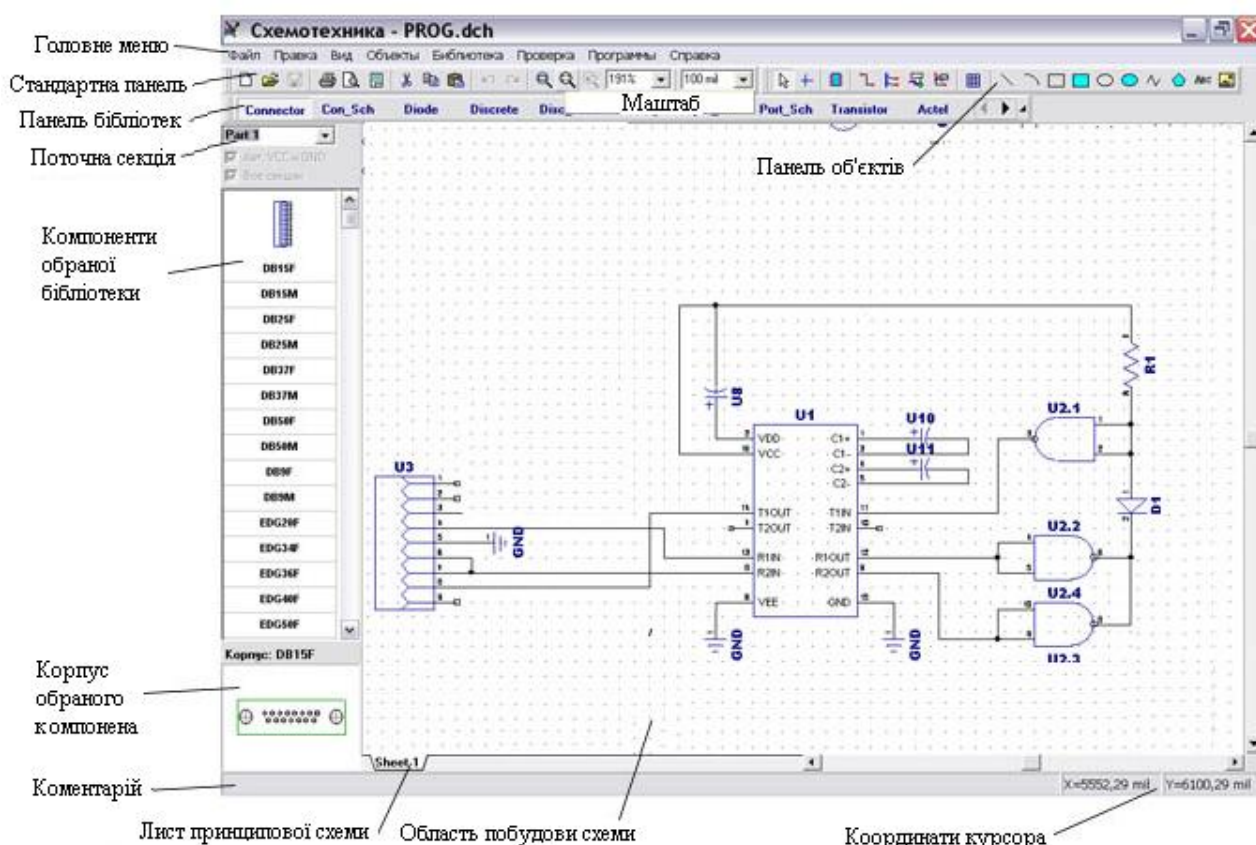 Схемотехника - PROG.dch
Головне меню
Файл Правка Вид Объекты Библиотека Проверка Программы Справка
Стандартна панель
191% 100 mil
ABC
Маштаб
Панель бібліотек
Connector Con_Sch Diode Discrete Port_Sch Transistor Actel
Part 1
Поточна секція
Панель об'єктів
Компоненти
обраної
бібліотеки
DB15F
DB15M
DB25F
DB25M
DB37F
DB37M
DB50F
DB50M
DB9F
DB9M
EDG20F
EDG34F
EDG36F
EDG40F
EDG50F
Корпус: DB15F
Корпус
обраного
компонена
Коментарій
R1
U8
U1
U10
U11
U2.1
VDD C1+
VCC C1-
C2+
C2-
T1OUT T1IN
T2OUT T2IN
R1IN R1OUT
R2IN R2OUT
VEE GND
U3
GND
GND
GND
D1
U2.2
U2.4
U2.3
Sheet 1
X=5552,29 mil Y=6100,29 mil
Лист принципової схеми
Область побудови схеми
Координати курсора